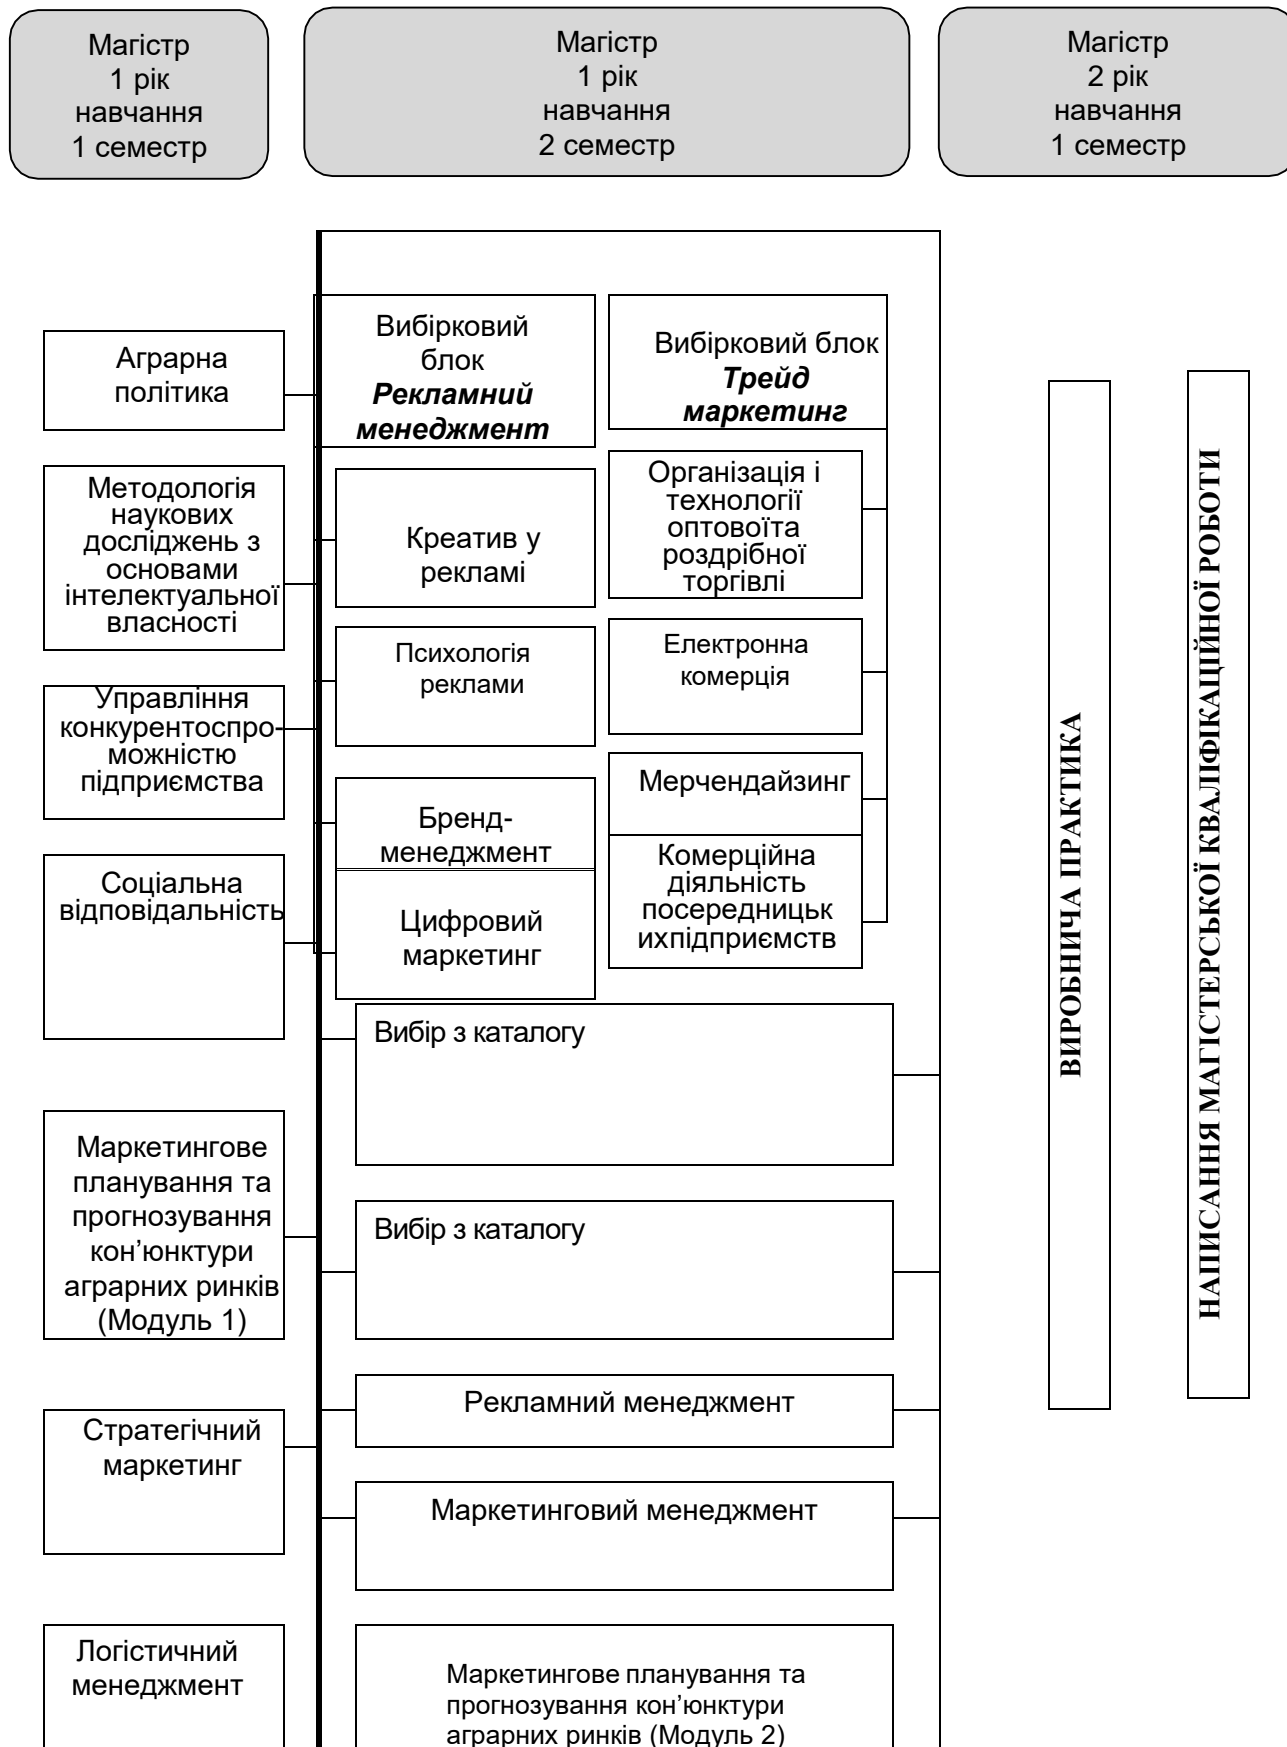 Магістр
1 рік
навчання
1 семестр
Магістр
1 рік
навчання
2 семестр
Магістр
2 рік
навчання
1 семестр
Аграрна
політика
Методологія
наукових
досліджень з
основами
інтелектуальної
власності
Управління
конкурентоспро-
можністю
підприємства
Соціальна
відповідальність
Маркетингове
планування та
прогнозування
кон’юнктури
аграрних ринків
(Модуль 1)
Стратегічний
маркетинг
Логістичний
менеджмент
Вибірковий
блок
Рекламний
менеджмент
Креатив у
рекламі
Психологія
реклами
Бренд-
менеджмент
Цифровий
маркетинг
Вибірковий блок
Трейд
маркетинг
Організація і
технології
оптовоїта
роздрібної
торгівлі
Електронна
комерція
Мерчендайзинг
Комерційна
діяльність
посередницьк
ихпідприємств
Вибір з каталогу
Вибір з каталогу
Рекламний менеджмент
Маркетинговий менеджмент
Маркетингове планування та
прогнозування кон’юнктури
аграрних ринків (Модуль 2)
ВИРОБНИЧА ПРАКТИКА
НАПИСАННЯ МАГІСТЕРСЬКОЇ КВАЛІФІКАЦІЙНОЇ РОБОТИ